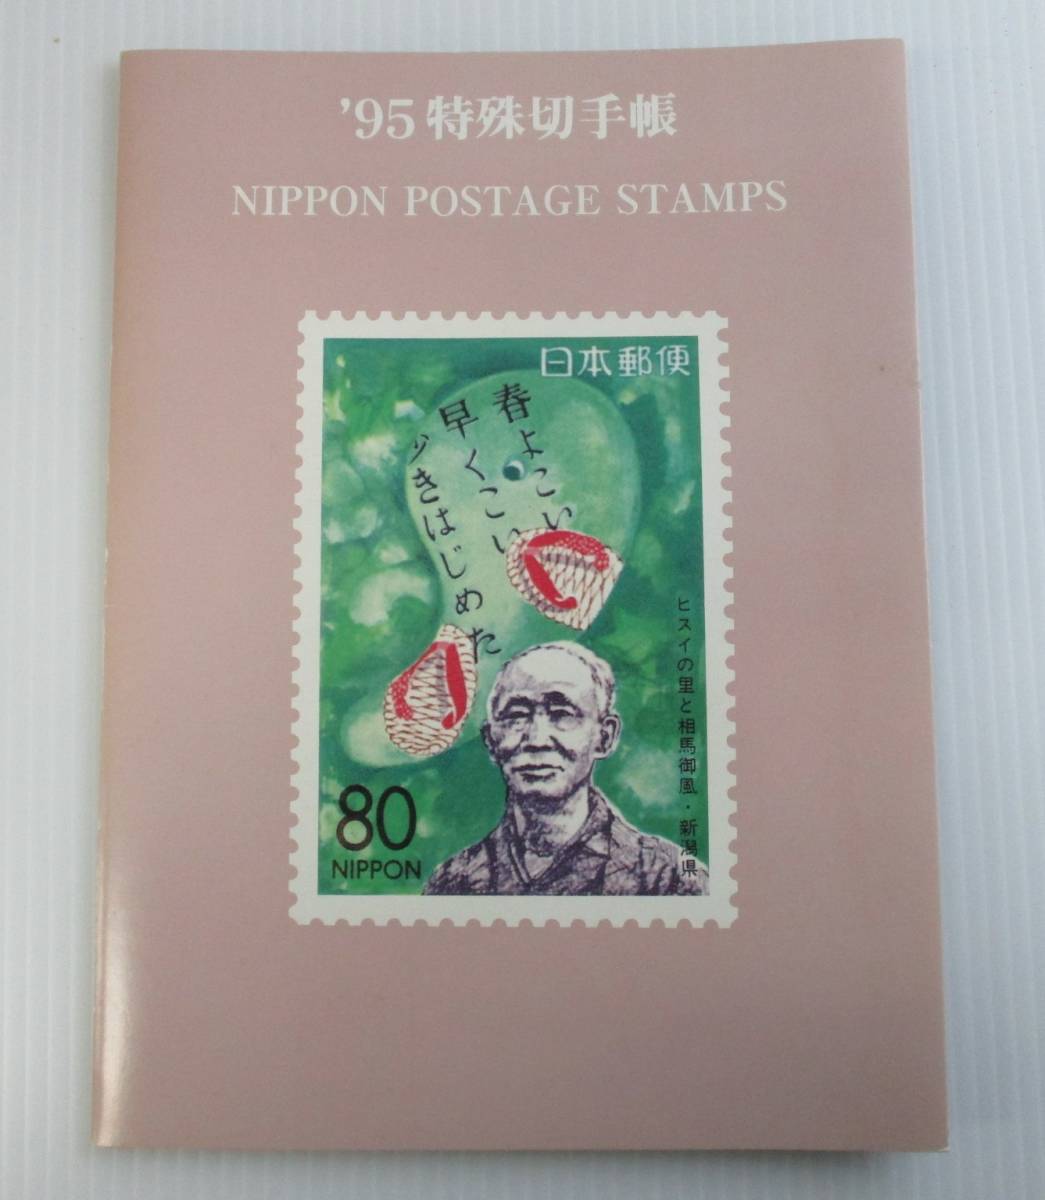 ’95 特殊切手帳
NIPPON POSTAGE STAMPS
日本郵便
春よこい
早くこい
歩きはじめた
ヒスイの里と相馬御風・新潟県
80
NIPPON